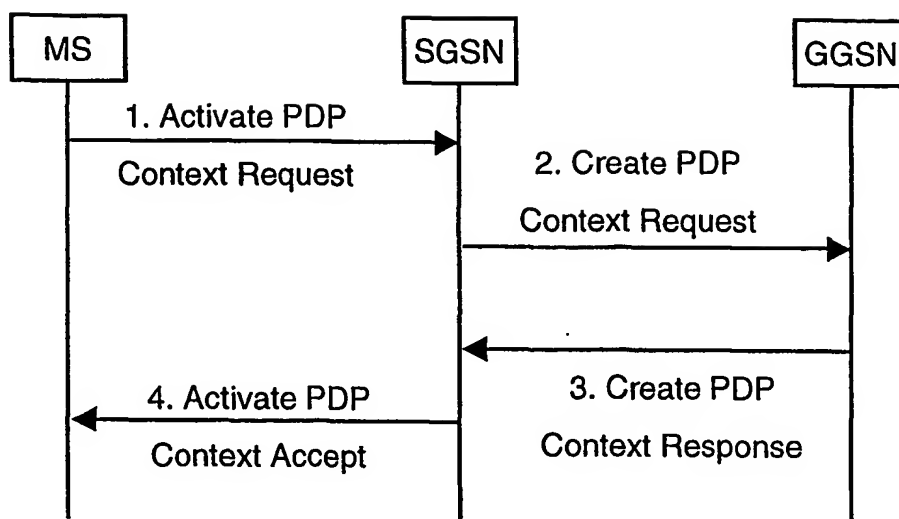 MS
SGSN
GGSN
1. Activate PDP
Context Request
2. Create PDP
Context Request
3. Create PDP
Context Response
4. Activate PDP
Context Accept